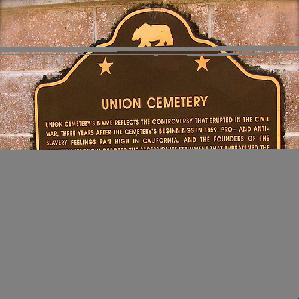 UNION CEMETERY
UNION CEMETERY'S NAME REFLECTS THE CONTROVERSY THAT ERUPTED IN THE CIVIL
WAR. THREE YEARS AFTER THE CEMETERY'S BEGINNINGS IN 1859, PRO- AND ANTI-
SLAVERY FEELINGS RAN HIGH IN CALIFORNIA, AND THE FOUNDERS OF THE
THE